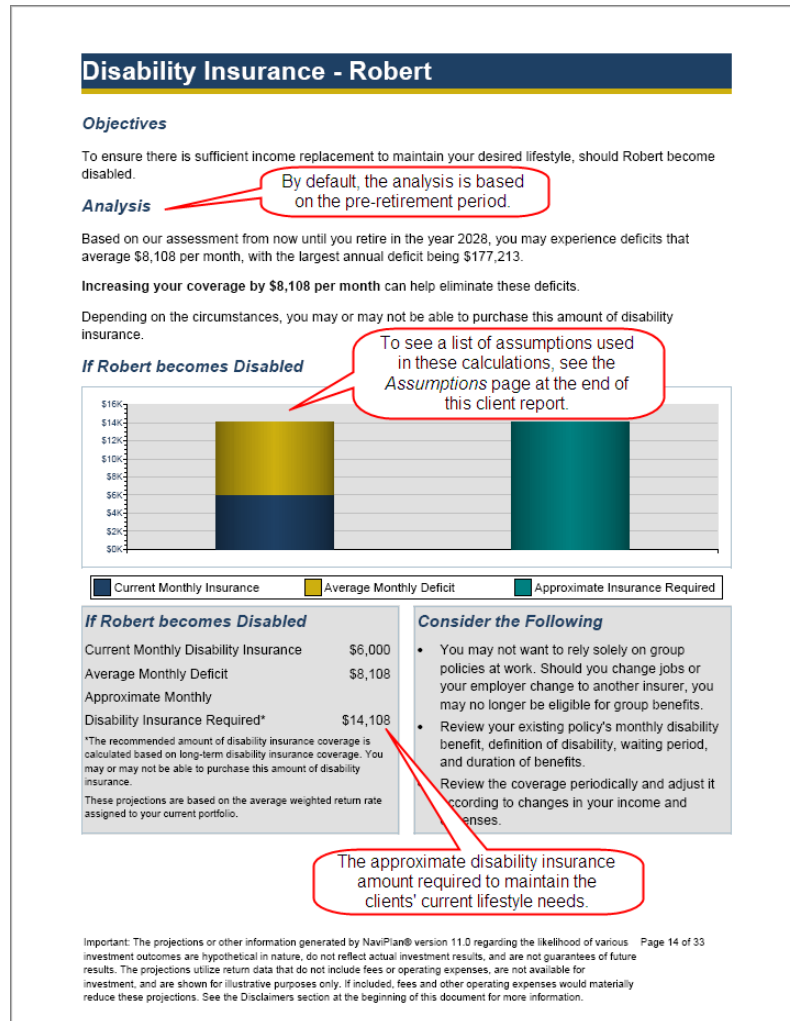 Disability Insurance - Robert
Objectives
To ensure there is sufficient income replacement to maintain your desired lifestyle, should Robert become
disabled.
By default, the analysis is based
on the pre-retirement period.
Analysis
Based on our assessment from now until you retire in the year 2028, you may experience deficits that
average $8,108 per month, with the largest annual deficit being $177,213.
Increasing your coverage by $8,108 per month can help eliminate these deficits.
Depending on the circumstances, you may or may not be able to purchase this amount of disability
insurance.
To see a list of assumptions used
in these calculations, see the
Assumptions page at the end of
this client report.
If Robert becomes Disabled
$16K
$14K
$12K
$10K
$8K
$6K
$4K
$2K
$0K
Current Monthly Insurance Average Monthly Deficit Approximate Insurance Required
If Robert becomes Disabled
Current Monthly Disability Insurance $6,000
Average Monthly Deficit $8,108
Approximate Monthly
Disability Insurance Required* $14,108
*The recommended amount of disability insurance coverage is
calculated based on long-term disability insurance coverage. You
may or may not be able to purchase this amount of disability
insurance.
These projections are based on the average weighted return rate
assigned to your current portfolio.
Consider the Following
• You may not want to rely solely on group
policies at work. Should you change jobs or
your employer change to another insurer, you
may no longer be eligible for group benefits.
• Review your existing policy's monthly disability
benefit, definition of disability, waiting period,
and duration of benefits.
Review the coverage periodically and adjust it
according to changes in your income and
expenses.
The approximate disability insurance
amount required to maintain the
clients' current lifestyle needs.
Important: The projections or other information generated by NaviPlan® version 11.0 regarding the likelihood of various Page 14 of 33
investment outcomes are hypothetical in nature, do not reflect actual investment results, and are not guarantees of future
results. The projections utilize return data that do not include fees or operating expenses, are not available for
investment, and are shown for illustrative purposes only. If included, fees and other operating expenses would materially
reduce these projections. See the Disclaimers section at the beginning of this document for more information.